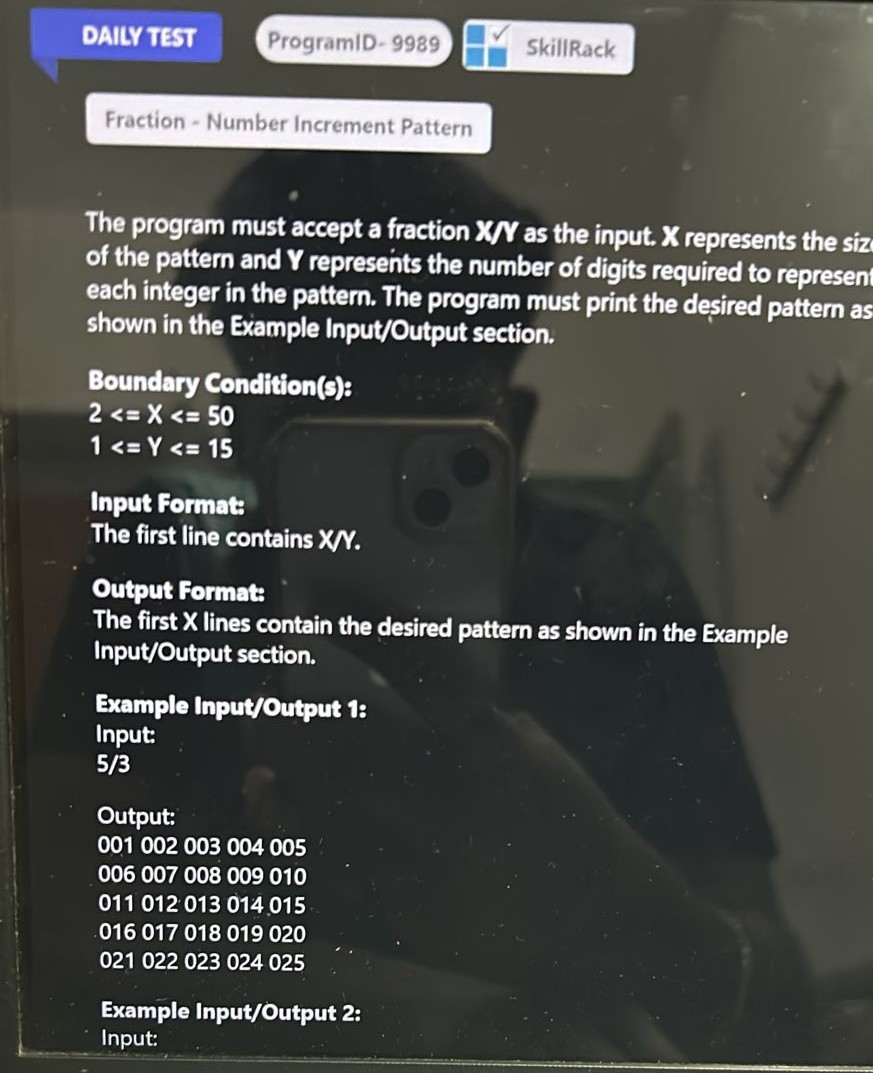 DAILY TEST
ProgramID- 9989
SkillRack
Fraction - Number Increment Pattern
The program must accept a fraction X/Y as the input. X represents the
of the pattern and Y represents the number of digits required to represent
each integer in the pattern. The program must print the desired pattern as
shown in the Example Input/Output section.
Boundary Condition(s):
2 <= X <= 50
1 <= Y <= 15
Input Format:
The first line contains X/Y.
Output Format:
The first X lines contain the desired pattern as shown in the Example
Input/Output section.
Example Input/Output 1:
Input:
5/3
Output:
001 002 003 004 005
006 007 008 009 010
011 012 013 014 015
016 017 018 019 020
021 022 023 024 025
Example Input/Output 2:
Input: